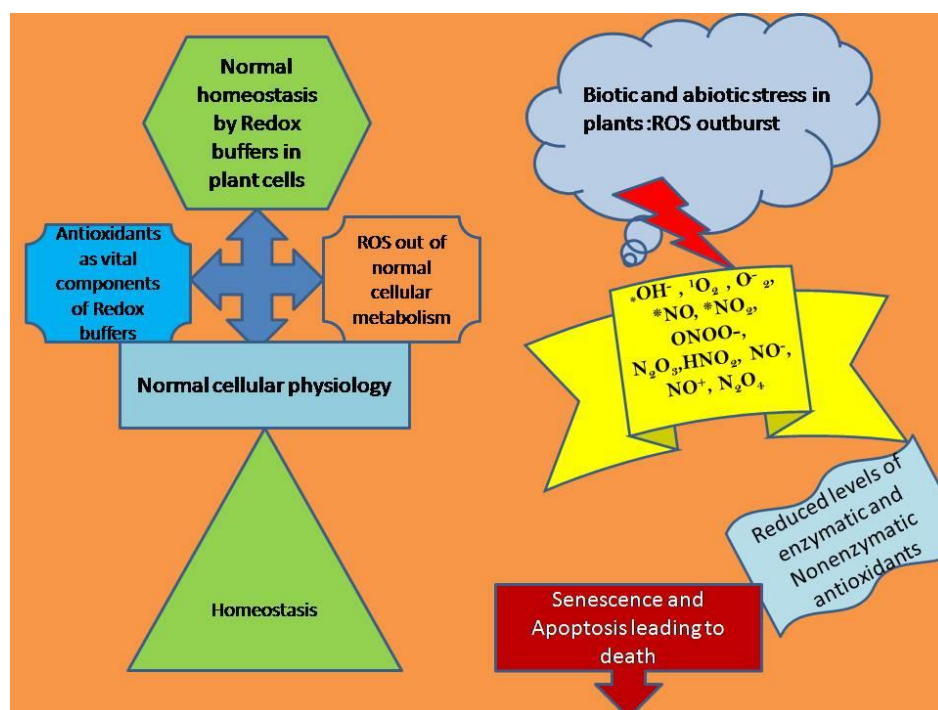 Normal
homeostasis
by Redox
buffers in
plant cells
Antioxidants
as vital
components
of Redox
buffers
ROS out of
normal
cellular
metabolism
Normal cellular physiology
Homeostasis
Biotic and abiotic stress in
plants :ROS outburst
*OH⁻ , ¹O₂ , O⁻₂,
*NO, *NO₂,
ONOO–,
N₂O₃,HNO₂, NO⁻,
NO⁺, N₂O₄
Reduced levels of
enzymatic and
Nonenzymatic
antioxidants
Senescence and
Apoptosis leading to
death